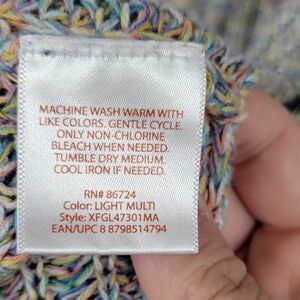 MACHINE WASH WARM WITH
LIKE COLORS. GENTLE CYCLE.
ONLY NON-CHLORINE
BLEACH WHEN NEEDED.
TUMBLE DRY MEDIUM.
COOL IRON IF NEEDED.
RN# 86724
Color: LIGHT MULTI
Style: XFGL47301MA
EAN/UPC 8 8798514794